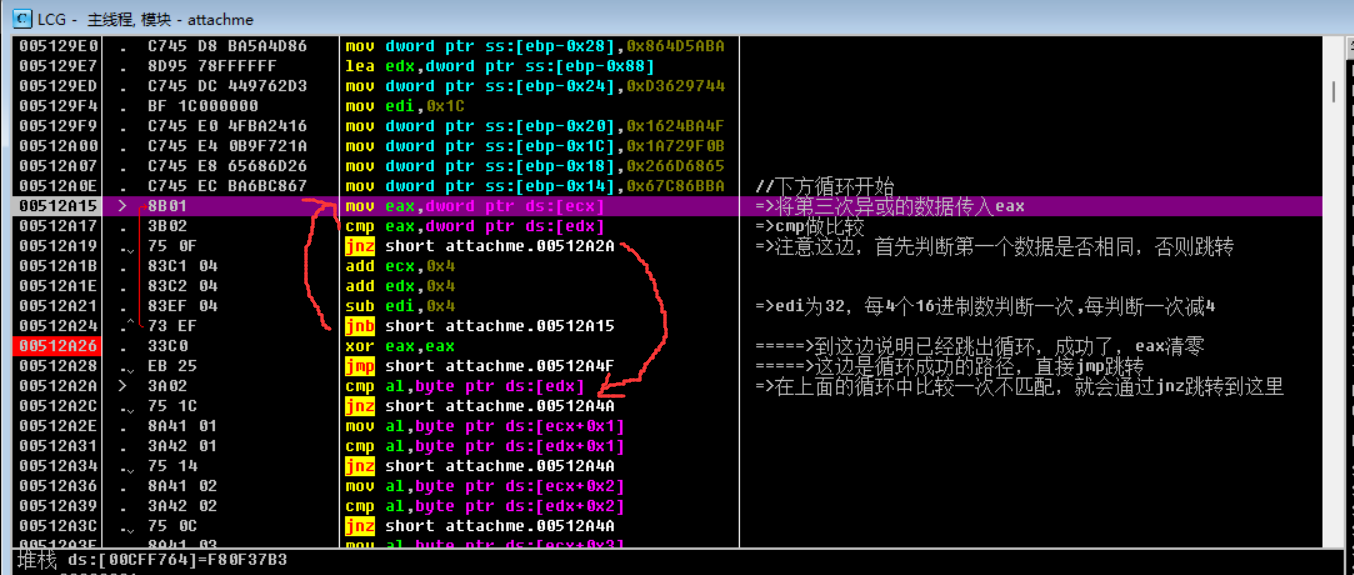 LCG - 主线程, 模块 - attachme
005129E0 . C745 D8 BA5A4D86 mov dword ptr ss:[ebp-0x28],0x864D5ABA
005129E7 . 8D95 78FFFFFF lea edx,dword ptr ss:[ebp-0x88]
005129ED . C745 DC 449762D3 mov dword ptr ss:[ebp-0x24],0xD3629744
005129F4 . BF 1C000000 mov edi,0x1C
005129F9 . C745 E0 4FBA2416 mov dword ptr ss:[ebp-0x20],0x1624BA4F
00512A00 . C745 E4 0B9F721A mov dword ptr ss:[ebp-0x1C],0x1A729F0B
00512A07 . C745 E8 65686D26 mov dword ptr ss:[ebp-0x18],0x266D6865
00512A0E . C745 EC BA6BC867 mov dword ptr ss:[ebp-0x14],0x67C86BBA //下方循环开始
00512A15 > 8B01 mov eax,dword ptr ds:[ecx] =>将第三次异或的数据传入eax
00512A17 . 3B02 cmp eax,dword ptr ds:[edx] =>cmp做比较
00512A19 .ˬ 75 0F jnz short attachme.00512A2A =>注意这边，首先判断第一个数据是否相同，否则跳转
00512A1B . 83C1 04 add ecx,0x4
00512A1E . 83C2 04 add edx,0x4
00512A21 . 83EF 04 sub edi,0x4 =>edi为32，每4个16进制数判断一次,每判断一次减4
00512A24 .^ 73 EF jnb short attachme.00512A15
00512A26 . 33C0 xor eax,eax =====>到这边说明已经跳出循环，成功了，eax清零
00512A28 .ˬ EB 25 jmp short attachme.00512A4F =====>这边是循环成功的路径，直接jmp跳转
00512A2A > 3A02 cmp al,byte ptr ds:[edx] =>在上面的循环中比较一次不匹配，就会通过jnz跳转到这里
00512A2C .ˬ 75 1C jnz short attachme.00512A4A
00512A2E . 8A41 01 mov al,byte ptr ds:[ecx+0x1]
00512A31 . 3A42 01 cmp al,byte ptr ds:[edx+0x1]
00512A34 .ˬ 75 14 jnz short attachme.00512A4A
00512A36 . 8A41 02 mov al,byte ptr ds:[ecx+0x2]
00512A39 . 3A42 02 cmp al,byte ptr ds:[edx+0x2]
00512A3C .ˬ 75 0C jnz short attachme.00512A4A
00512A3E . 8A41 03 mov al,byte ptr ds:[ecx+0x3]
堆栈 ds:[00CFF764]=F80F37B3